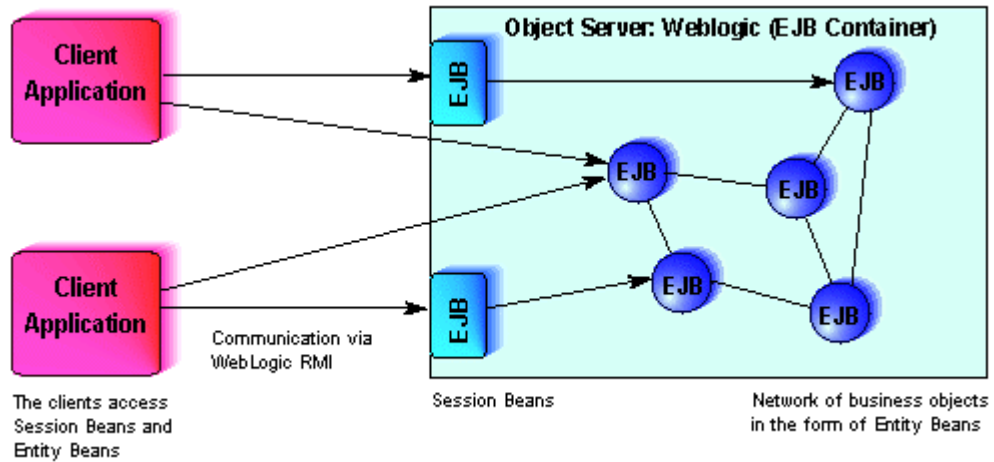 Object Server: Weblogic (EJB Container)
Client
Application
EJB
EJB
EJB
EJB
Client
Application
EJB
EJB
EJB
Communication via
WebLogic RMI
The clients access
Session Beans and
Entity Beans
Session Beans
Network of business objects
in the form of Entity Beans